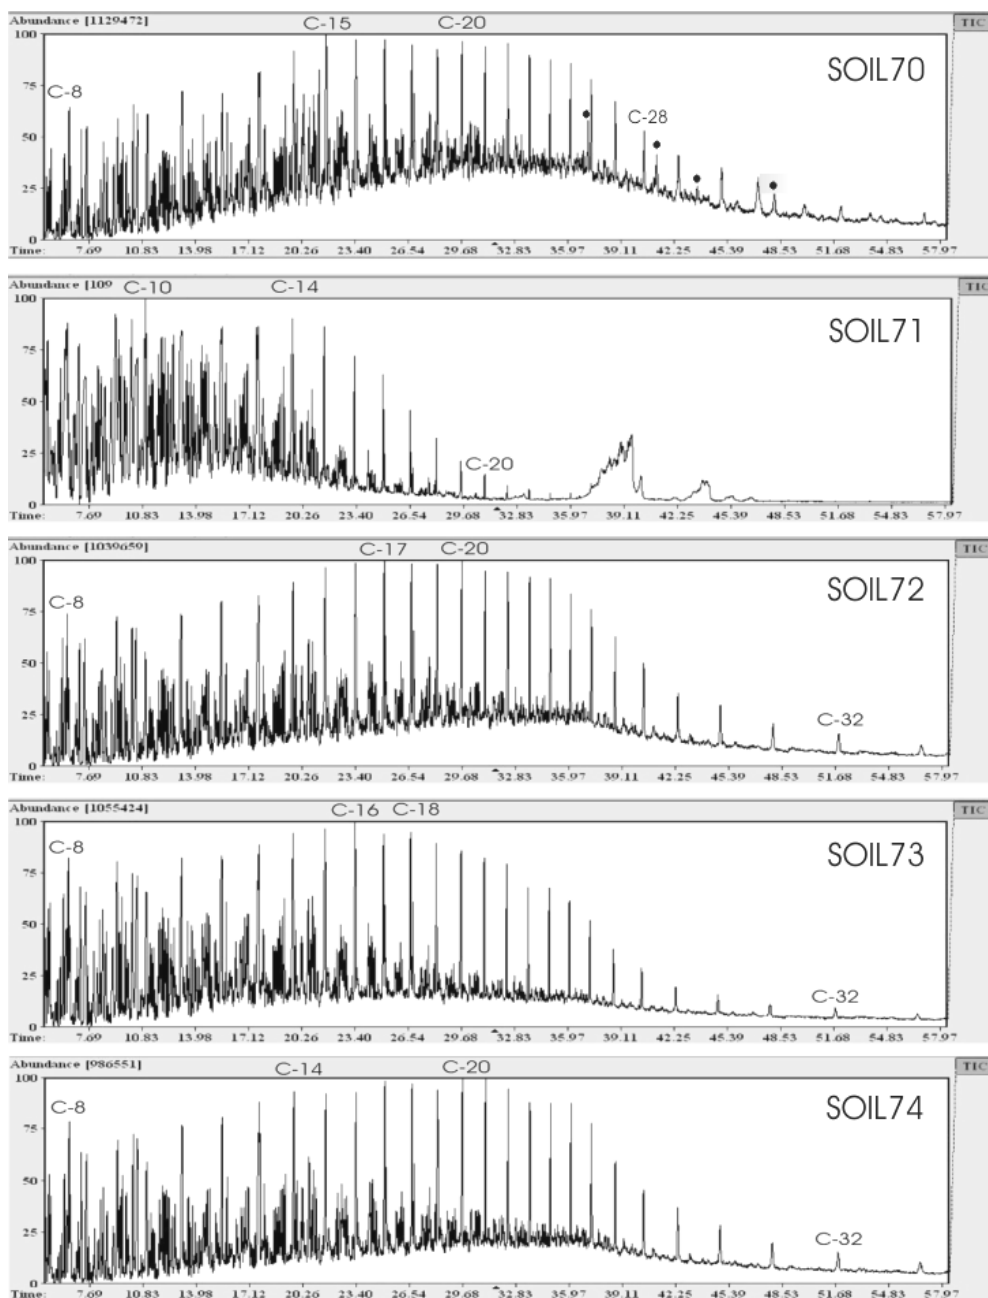 Abundance [1129472] C-15 C-20 TIC
100
SOIL70
C-8
75
C-28
50
25
0
Time: 7.69 10.83 13.98 17.12 20.26 23.40 26.54 29.68 32.83 35.97 39.11 42.25 45.39 48.53 51.68 54.83 57.97
Abundance [109 C-10 C-14 TIC
100
SOIL71
75
50
25
C-20
0
Time: 7.69 10.83 13.98 17.12 20.26 23.40 26.54 29.68 32.83 35.97 39.11 42.25 45.39 48.53 51.68 54.83 57.97
Abundance [1039659] C-17 C-20 TIC
100
SOIL72
C-8
75
50
25
C-32
0
Time: 7.69 10.83 13.98 17.12 20.26 23.40 26.54 29.68 32.83 35.97 39.11 42.25 45.39 48.53 51.68 54.83 57.97
Abundance [1055424] C-16 C-18 TIC
100
SOIL73
C-8
75
50
25
C-32
0
Time: 7.69 10.83 13.98 17.12 20.26 23.40 26.54 29.68 32.83 35.97 39.11 42.25 45.39 48.53 51.68 54.83 57.97
Abundance [986551] C-14 C-20 TIC
100
SOIL74
C-8
75
50
25
C-32
0
Time: 7.69 10.83 13.98 17.12 20.26 23.40 26.54 29.68 32.83 35.97 39.11 42.25 45.39 48.53 51.68 54.83 57.97